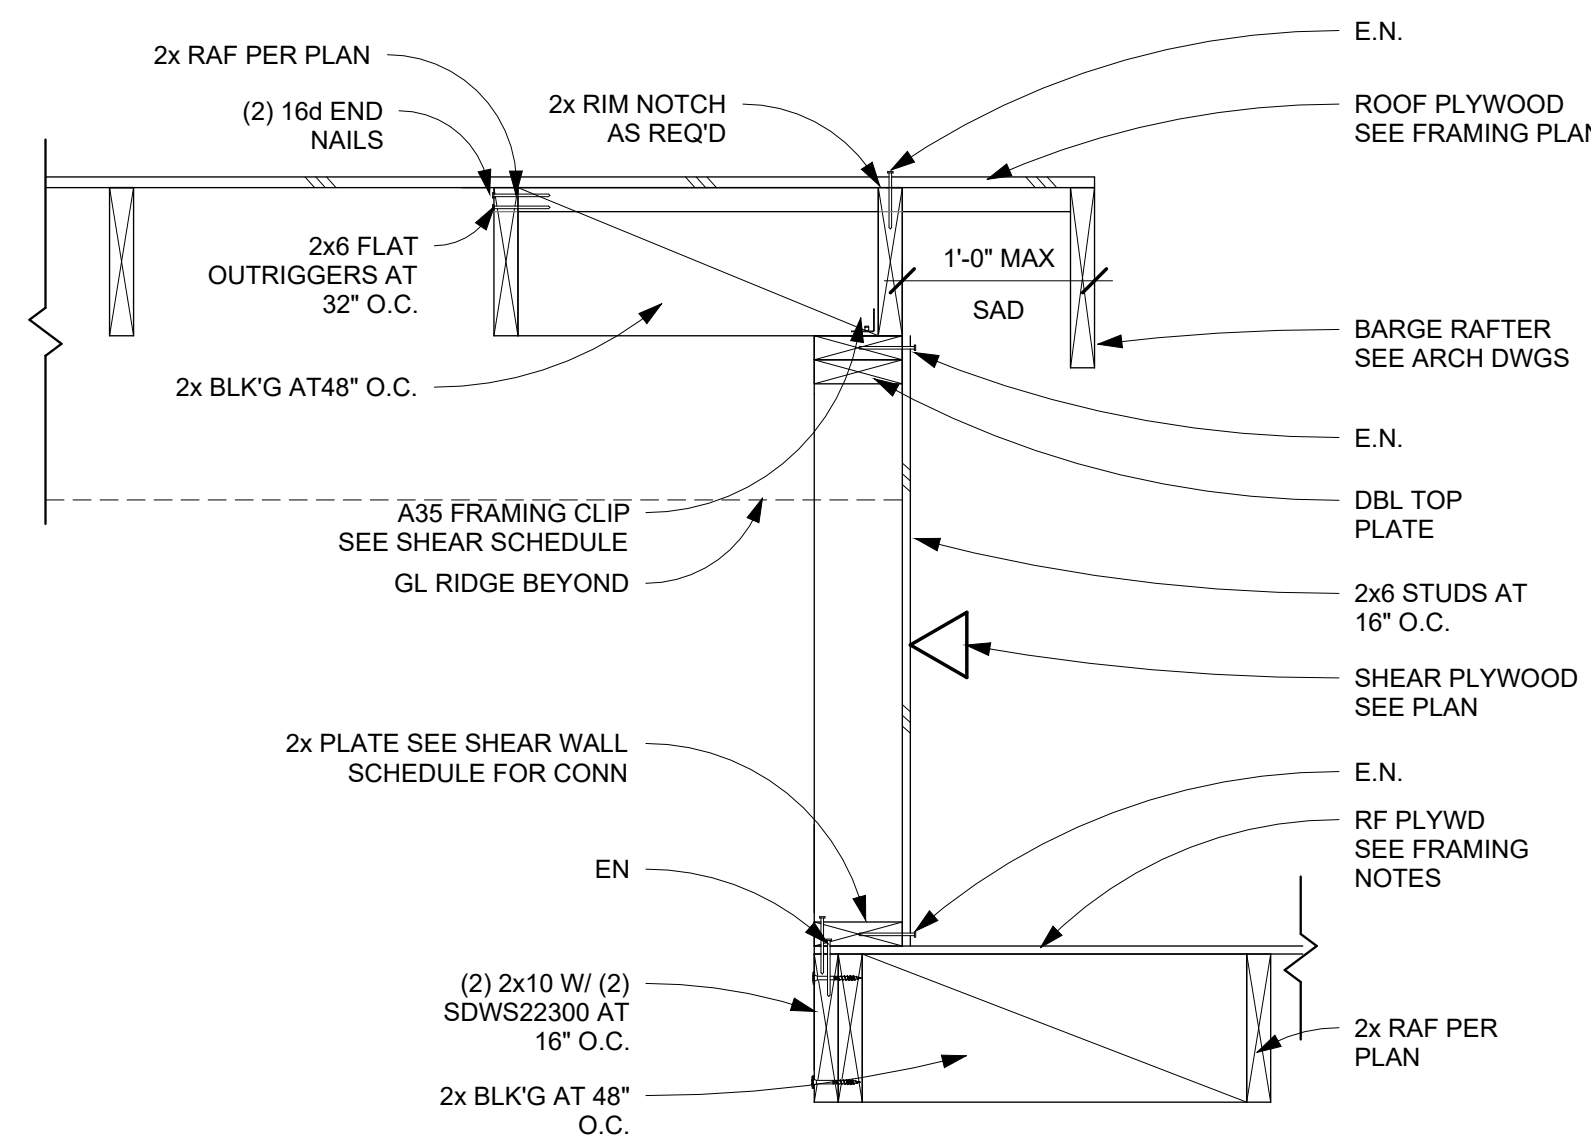 E.N.
2x RAF PER PLAN
(2) 16d END
NAILS
2x RIM NOTCH
AS REQ'D
ROOF PLYWOOD
SEE FRAMING PLAN
2x6 FLAT
OUTRIGGERS AT
32" O.C.
1'-0" MAX
SAD
BARGE RAFTER
SEE ARCH DWGS
2x BLK'G AT48" O.C.
E.N.
A35 FRAMING CLIP
SEE SHEAR SCHEDULE
DBL TOP
PLATE
GL RIDGE BEYOND
2x6 STUDS AT
16" O.C.
SHEAR PLYWOOD
SEE PLAN
2x PLATE SEE SHEAR WALL
SCHEDULE FOR CONN
E.N.
RF PLYWD
SEE FRAMING
NOTES
EN
(2) 2x10 W/ (2)
SDWS22300 AT
16" O.C.
2x RAF PER
PLAN
2x BLK'G AT 48"
O.C.